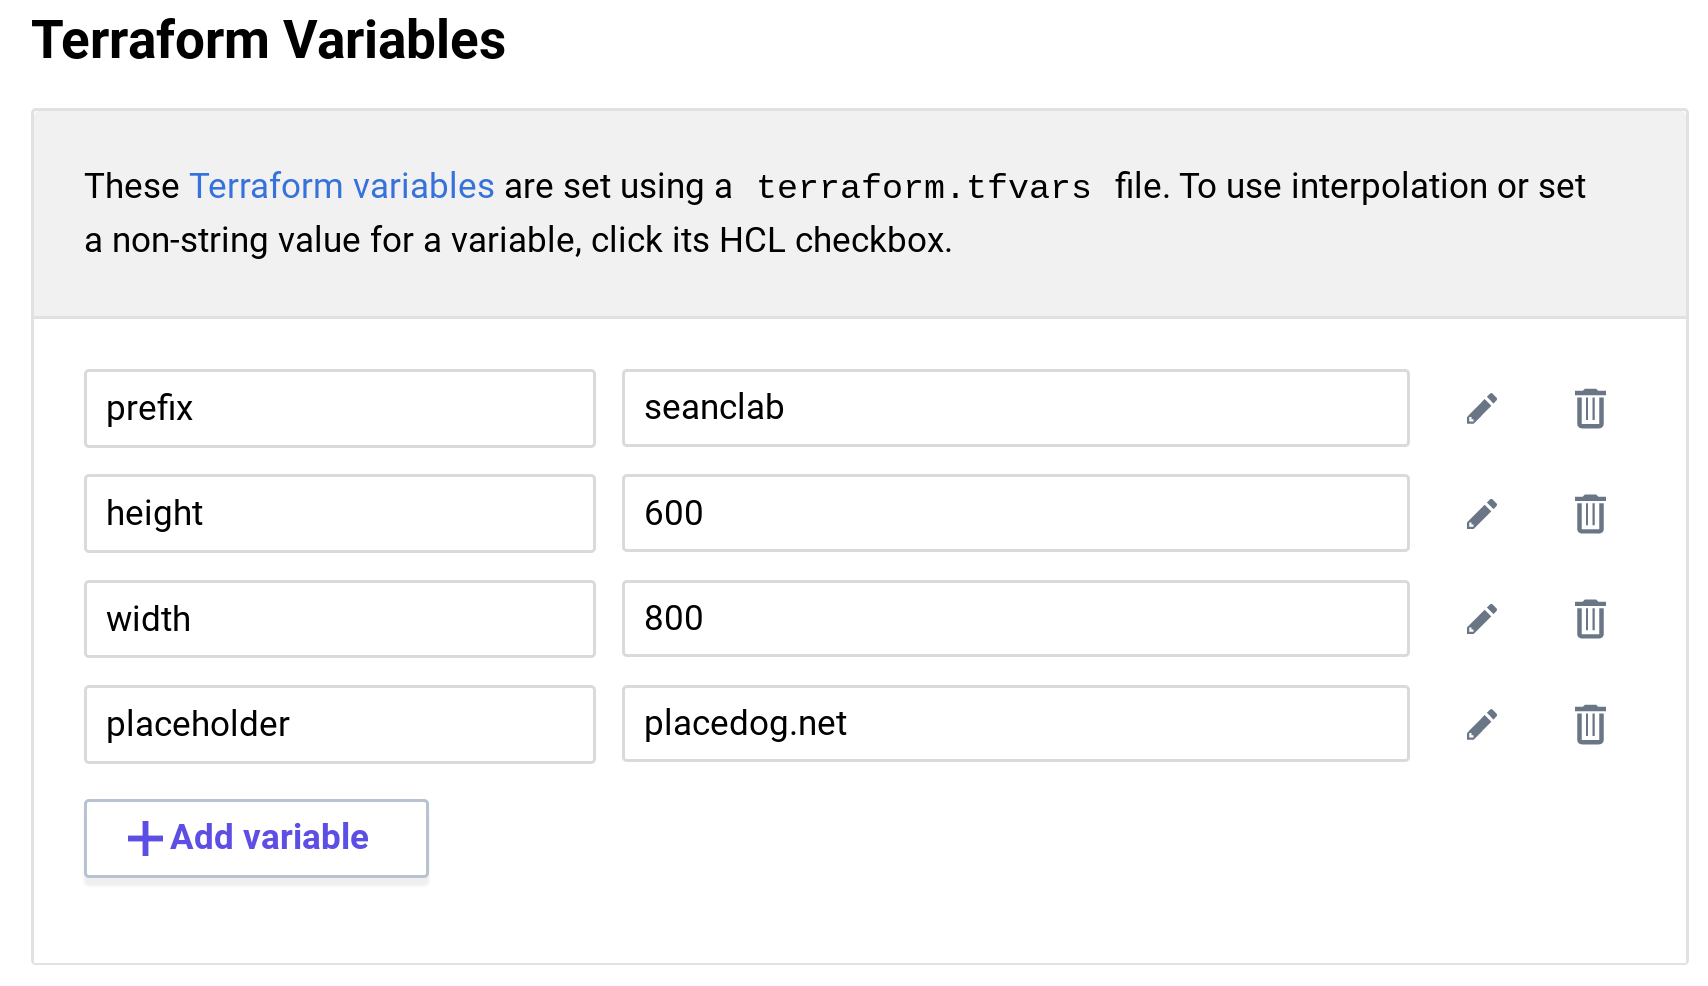 Terraform Variables
These Terraform variables are set using a terraform.tfvars file. To use interpolation or set
a non-string value for a variable, click its HCL checkbox.
prefix seanclab
height 600
width 800
placeholder placedog.net
Add variable